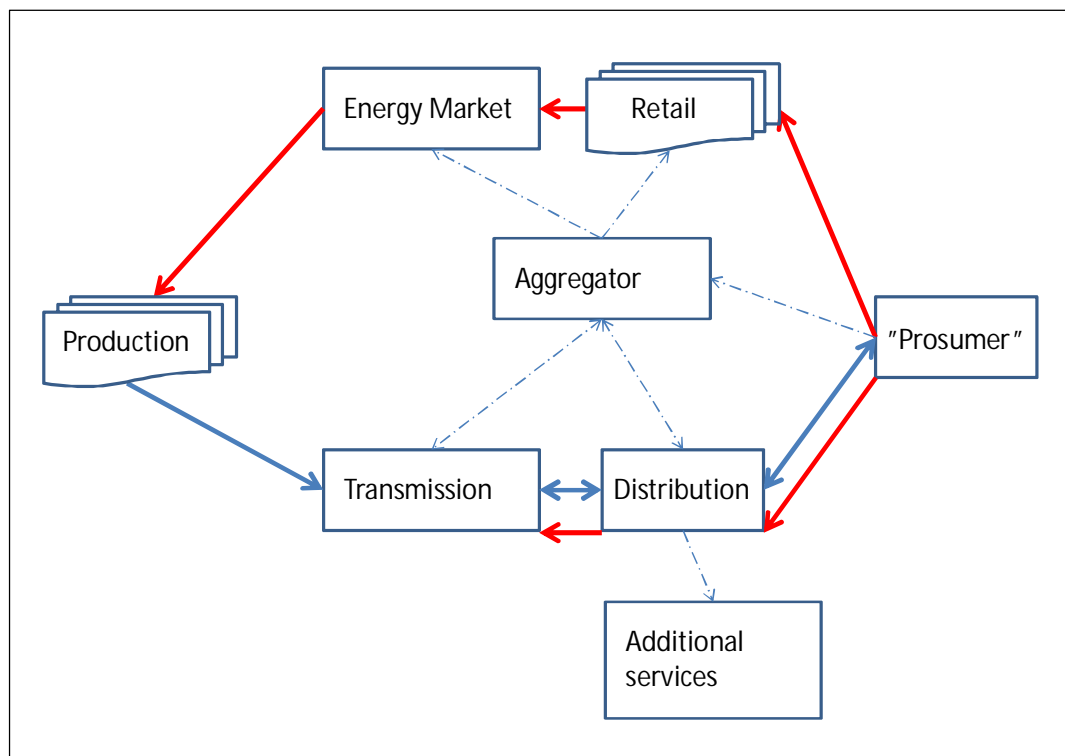 Energy Market
Retail
Aggregator
Production
”Prosumer”
Transmission
Distribution
Additional
services